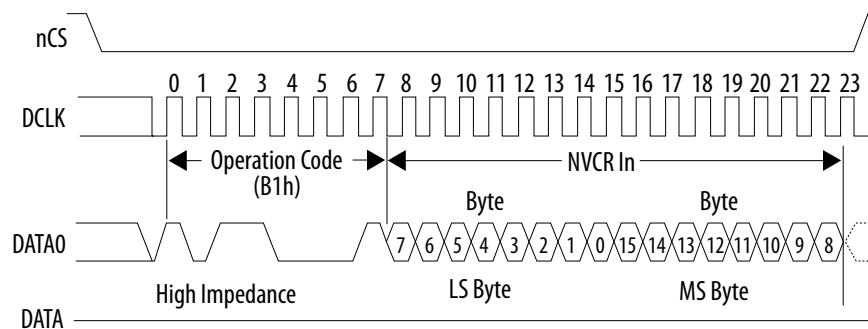 nCS
0 1 2 3 4 5 6 7 8 9 10 11 12 13 14 15 16 17 18 19 20 21 22 23
DCLK
Operation Code
(B1h)
NVCR In
Byte Byte
DATA0 7 6 5 4 3 2 1 0 15 14 13 12 11 10 9 8
High Impedance LS Byte MS Byte
DATA